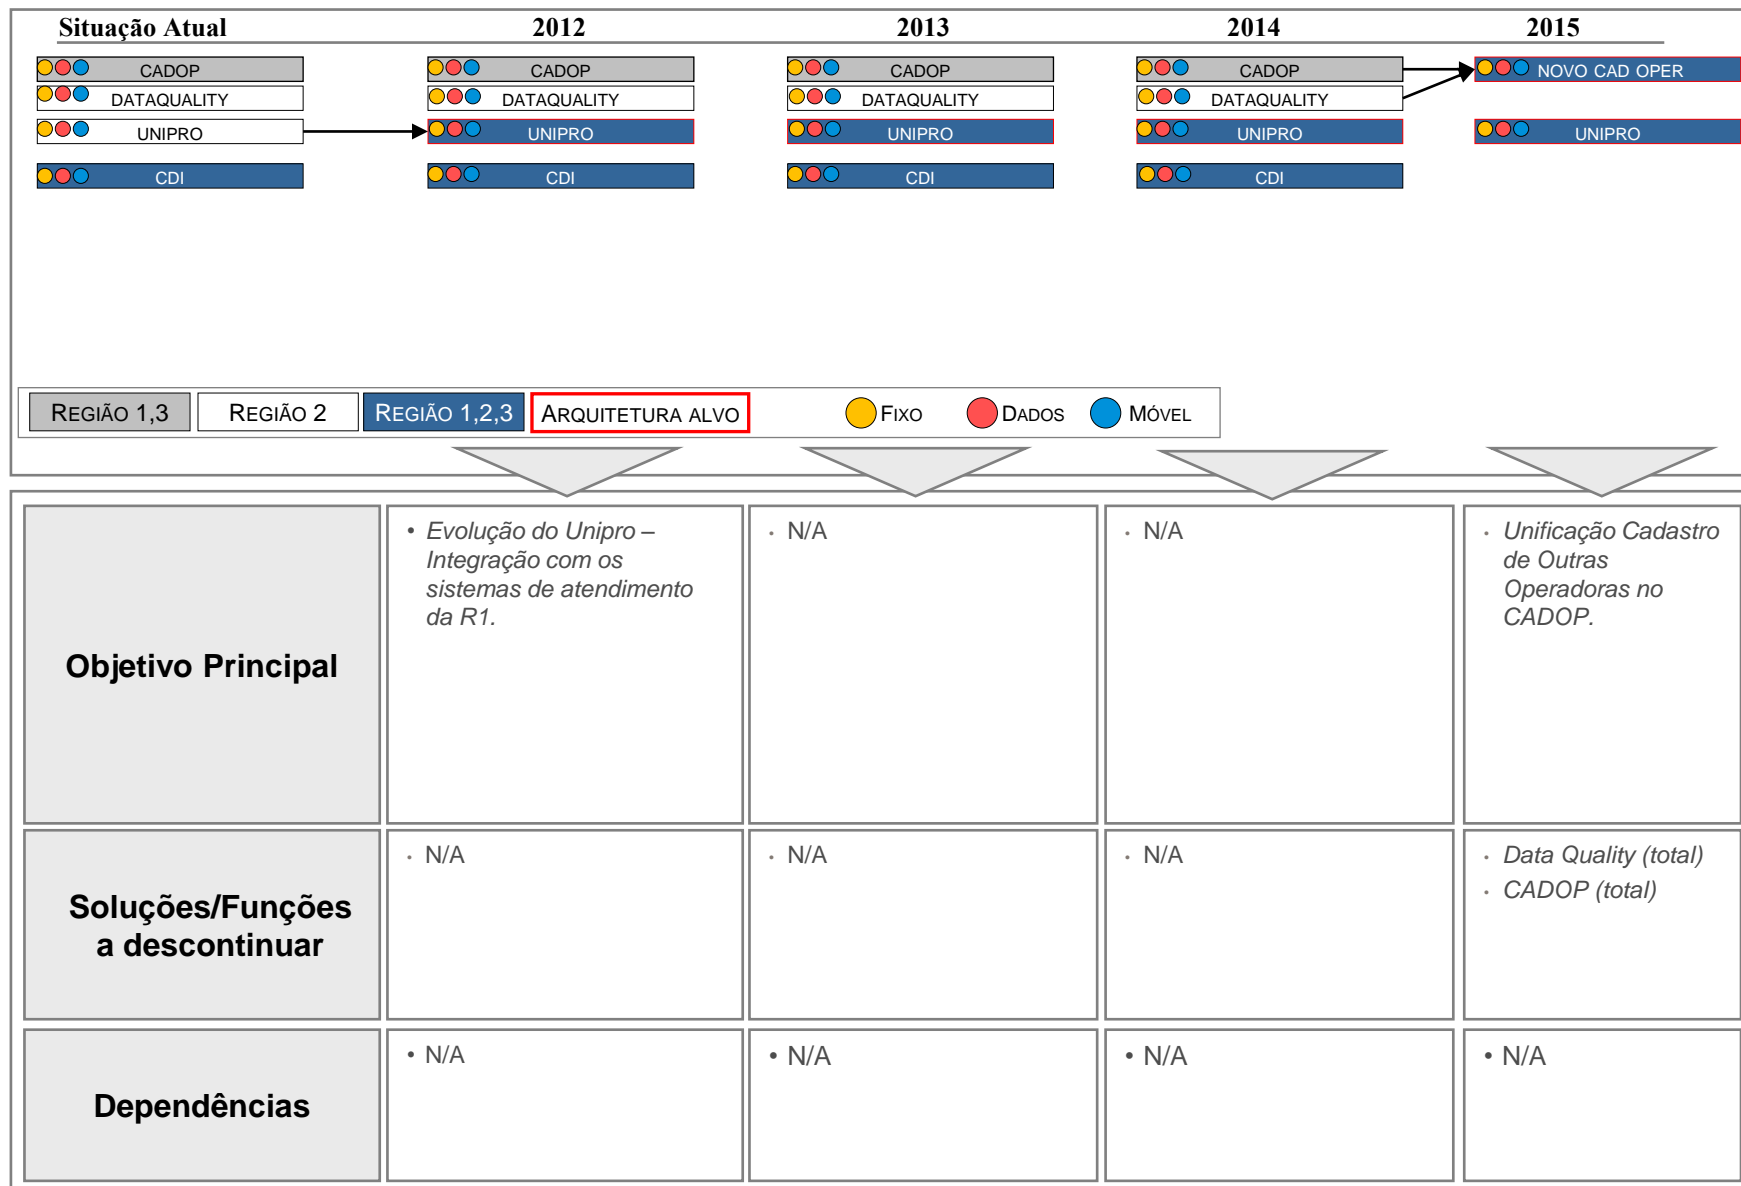 Situação Atual 2012 2013 2014 2015
CADOP CADOP CADOP CADOP NOVO CAD OPER
DATAQUALITY DATAQUALITY DATAQUALITY DATAQUALITY
UNIPRO UNIPRO UNIPRO UNIPRO UNIPRO
CDI CDI CDI CDI
REGIÃO 1,3 REGIÃO 2 REGIÃO 1,2,3 ARQUITETURA ALVO FIXO DADOS MÓVEL
Objetivo Principal
• Evolução do Unipro –
Integração com os
sistemas de atendimento
da R1.
• N/A
• N/A
• Unificação Cadastro
de Outras
Operadoras no
CADOP.
Soluções/Funções
a descontinuar
• N/A
• N/A
• N/A
• Data Quality (total)
• CADOP (total)
Dependências
• N/A
• N/A
• N/A
• N/A